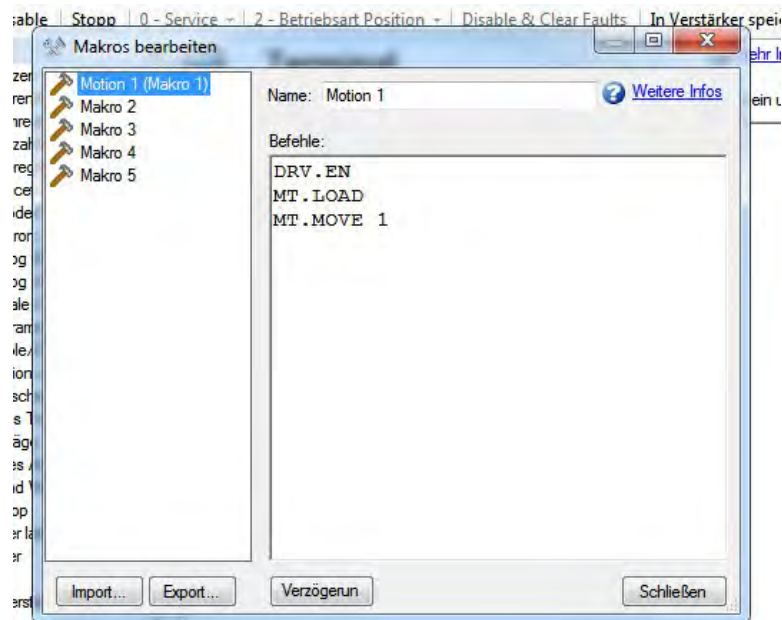 sable Stopp 0 - Service 2 - Betriebsart Position Disable & Clear Faults In Verstärker spei
Makros bearbeiten
ehr I
Motion 1 (Makro 1)
Makro 2
Makro 3
Makro 4
Makro 5
Name: Motion 1
Weitere Infos
ein u
Befehle:
DRV.EN
MT.LOAD
MT.MOVE 1
Import... Export... Verzögerun Schließen